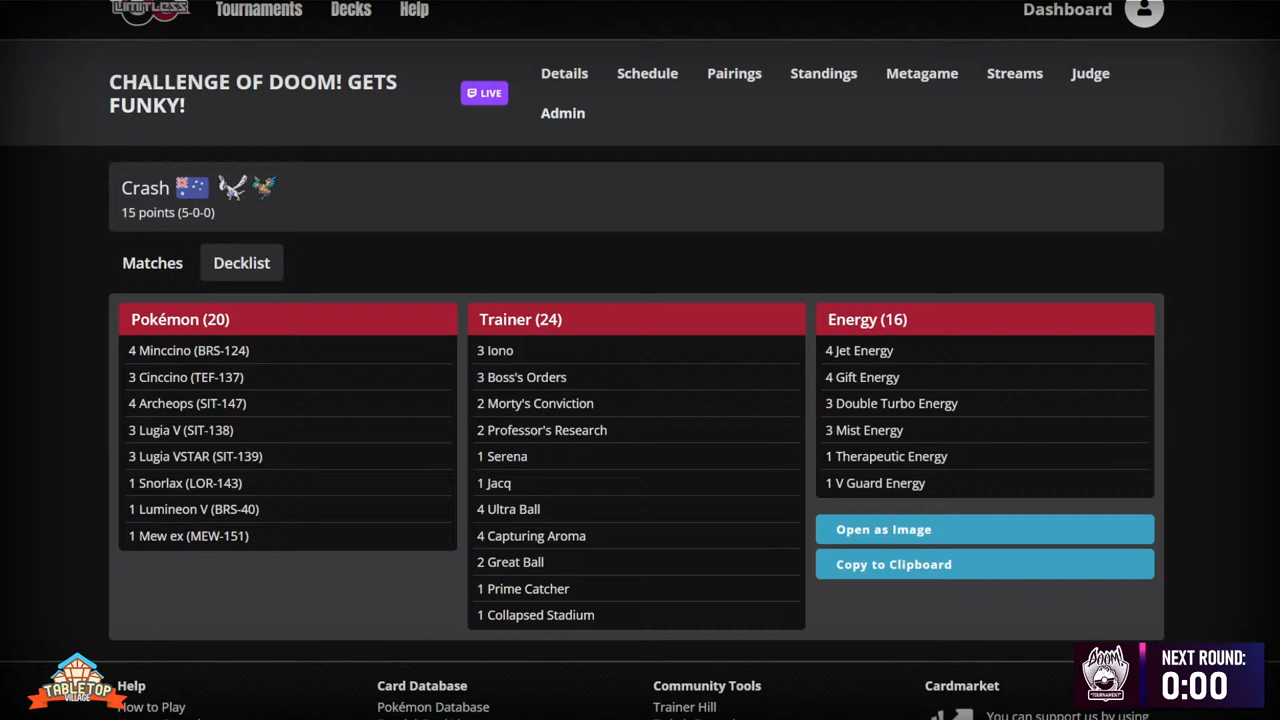 LIMITLESS
Tournaments
Decks
Help
Dashboard
CHALLENGE OF DOOM! GETS
FUNKY!
LIVE
Details
Schedule
Pairings
Standings
Metagame
Streams
Judge
Admin
Crash
15 points (5-0-0)
Matches
Decklist
Pokémon (20)
4 Minccino (BRS-124)
3 Cinccino (TEF-137)
4 Archeops (SIT-147)
3 Lugia V (SIT-138)
3 Lugia VSTAR (SIT-139)
1 Snorlax (LOR-143)
1 Lumineon V (BRS-40)
1 Mew ex (MEW-151)
Trainer (24)
3 Iono
3 Boss's Orders
2 Morty's Conviction
2 Professor's Research
1 Serena
1 Jacq
4 Ultra Ball
4 Capturing Aroma
2 Great Ball
1 Prime Catcher
1 Collapsed Stadium
Energy (16)
4 Jet Energy
4 Gift Energy
3 Double Turbo Energy
3 Mist Energy
1 Therapeutic Energy
1 V Guard Energy
Open as Image
Copy to Clipboard
TABLETOP
VILLAGE
Help
How to Play
Card Database
Pokémon Database
Community Tools
Trainer Hill
Cardmarket
You can support us by using
DOOM
TOURNAMENT
NEXT ROUND:
0:00